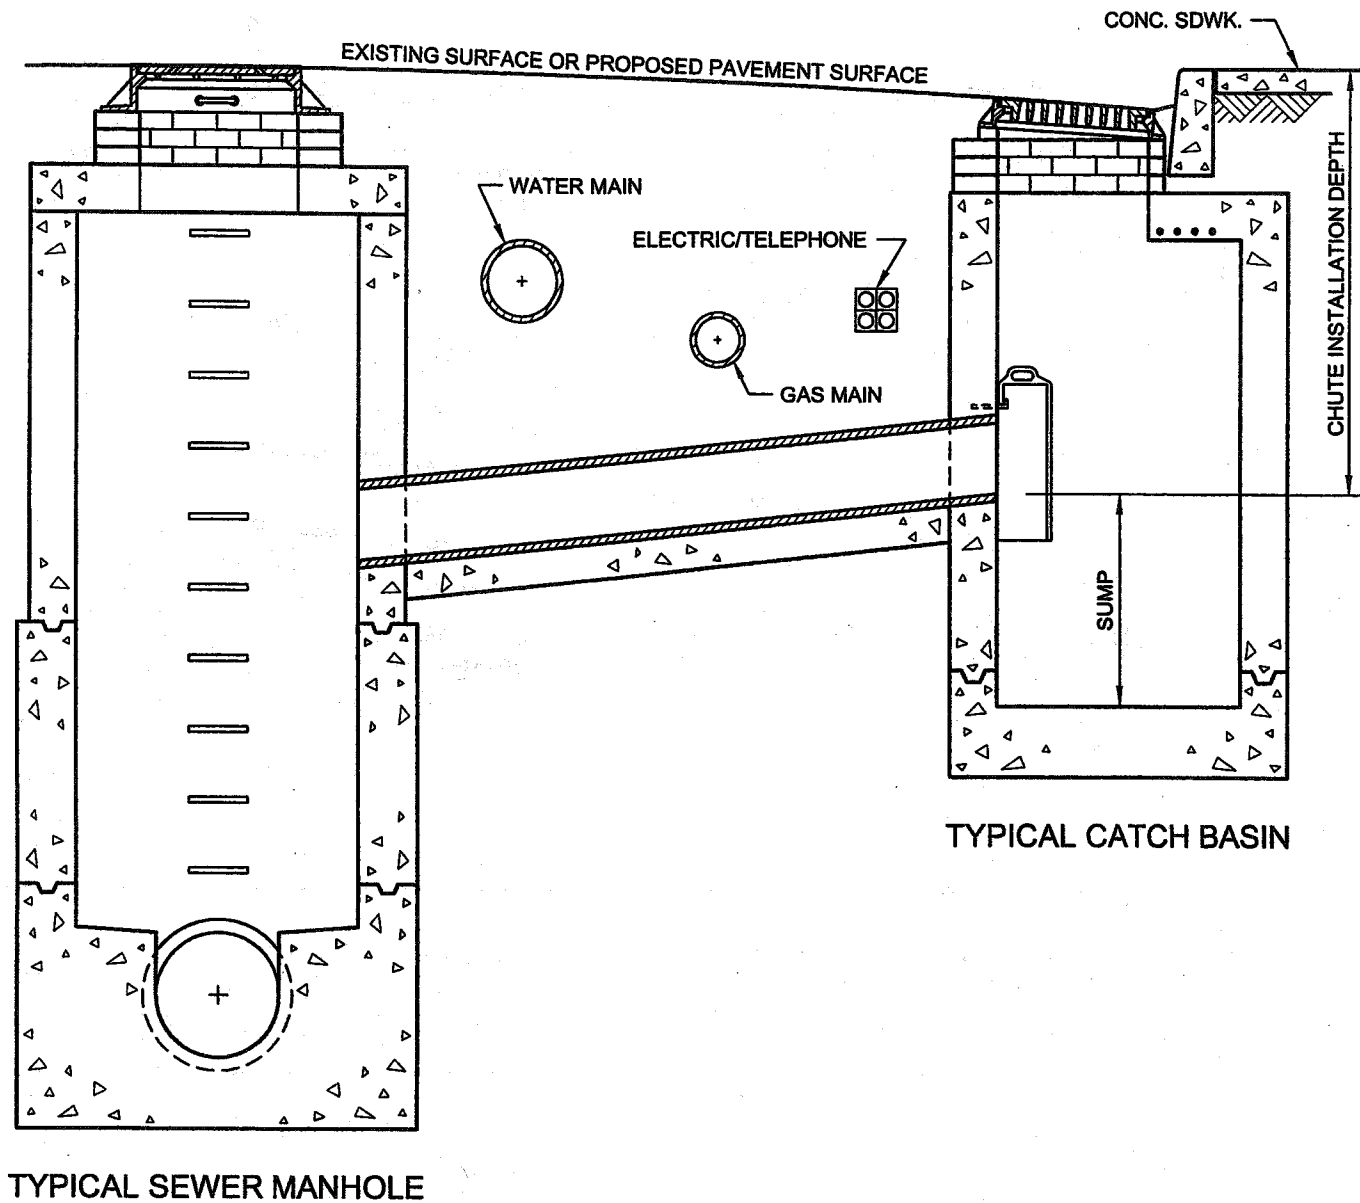 CONC. SDWK.
EXISTING SURFACE OR PROPOSED PAVEMENT SURFACE
WATER MAIN
ELECTRIC/TELEPHONE
GAS MAIN
CHUTE INSTALLATION DEPTH
SUMP
TYPICAL CATCH BASIN
TYPICAL SEWER MANHOLE